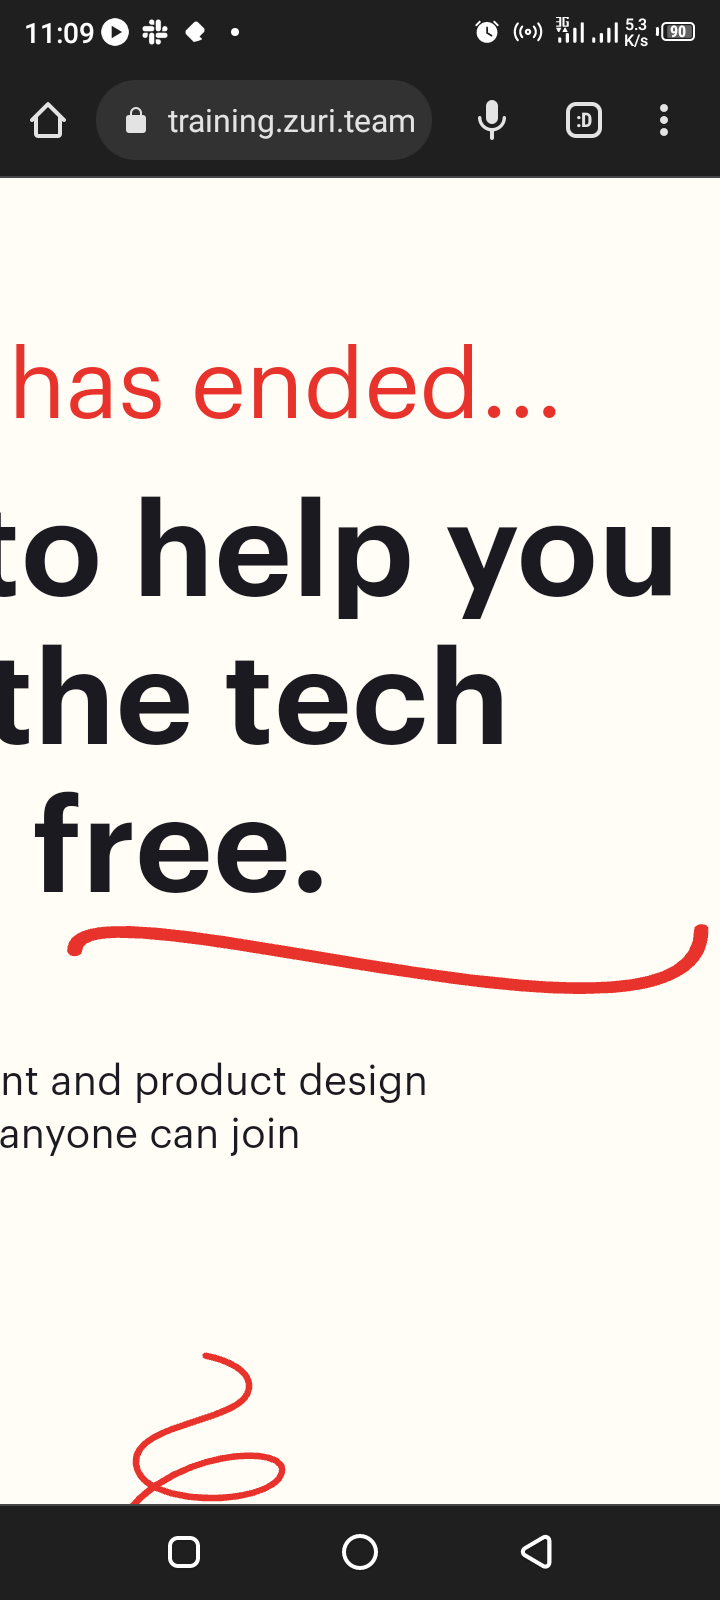 11:09
3G
5.3
K/s
90
training.zuri.team
:D
has ended...
to help you
the tech
free.
nt and product design
anyone can join